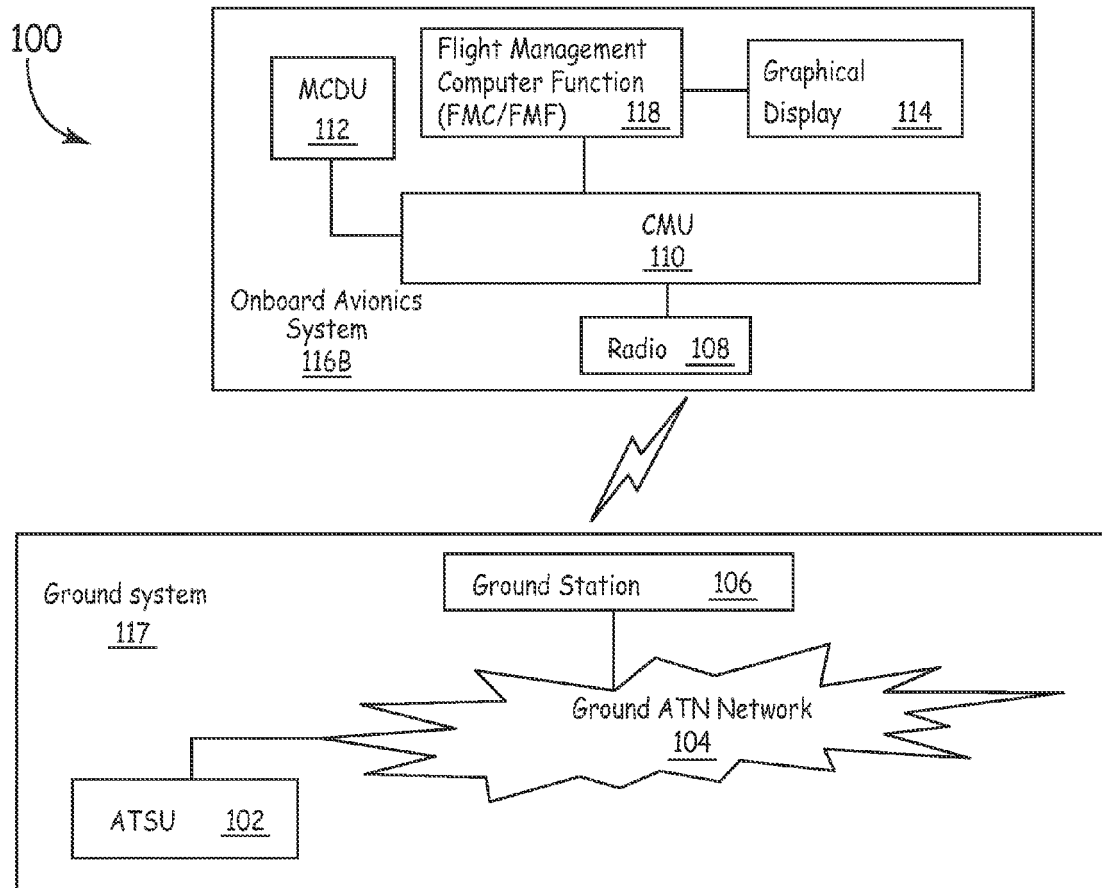 100
MCDU
112
Flight Management
Computer Function
(FMC/FMF) 118
Graphical
Display 114
CMU
110
Onboard Avionics
System
116B
Radio 108
Ground system
117
Ground Station 106
Ground ATN Network
104
ATSU 102